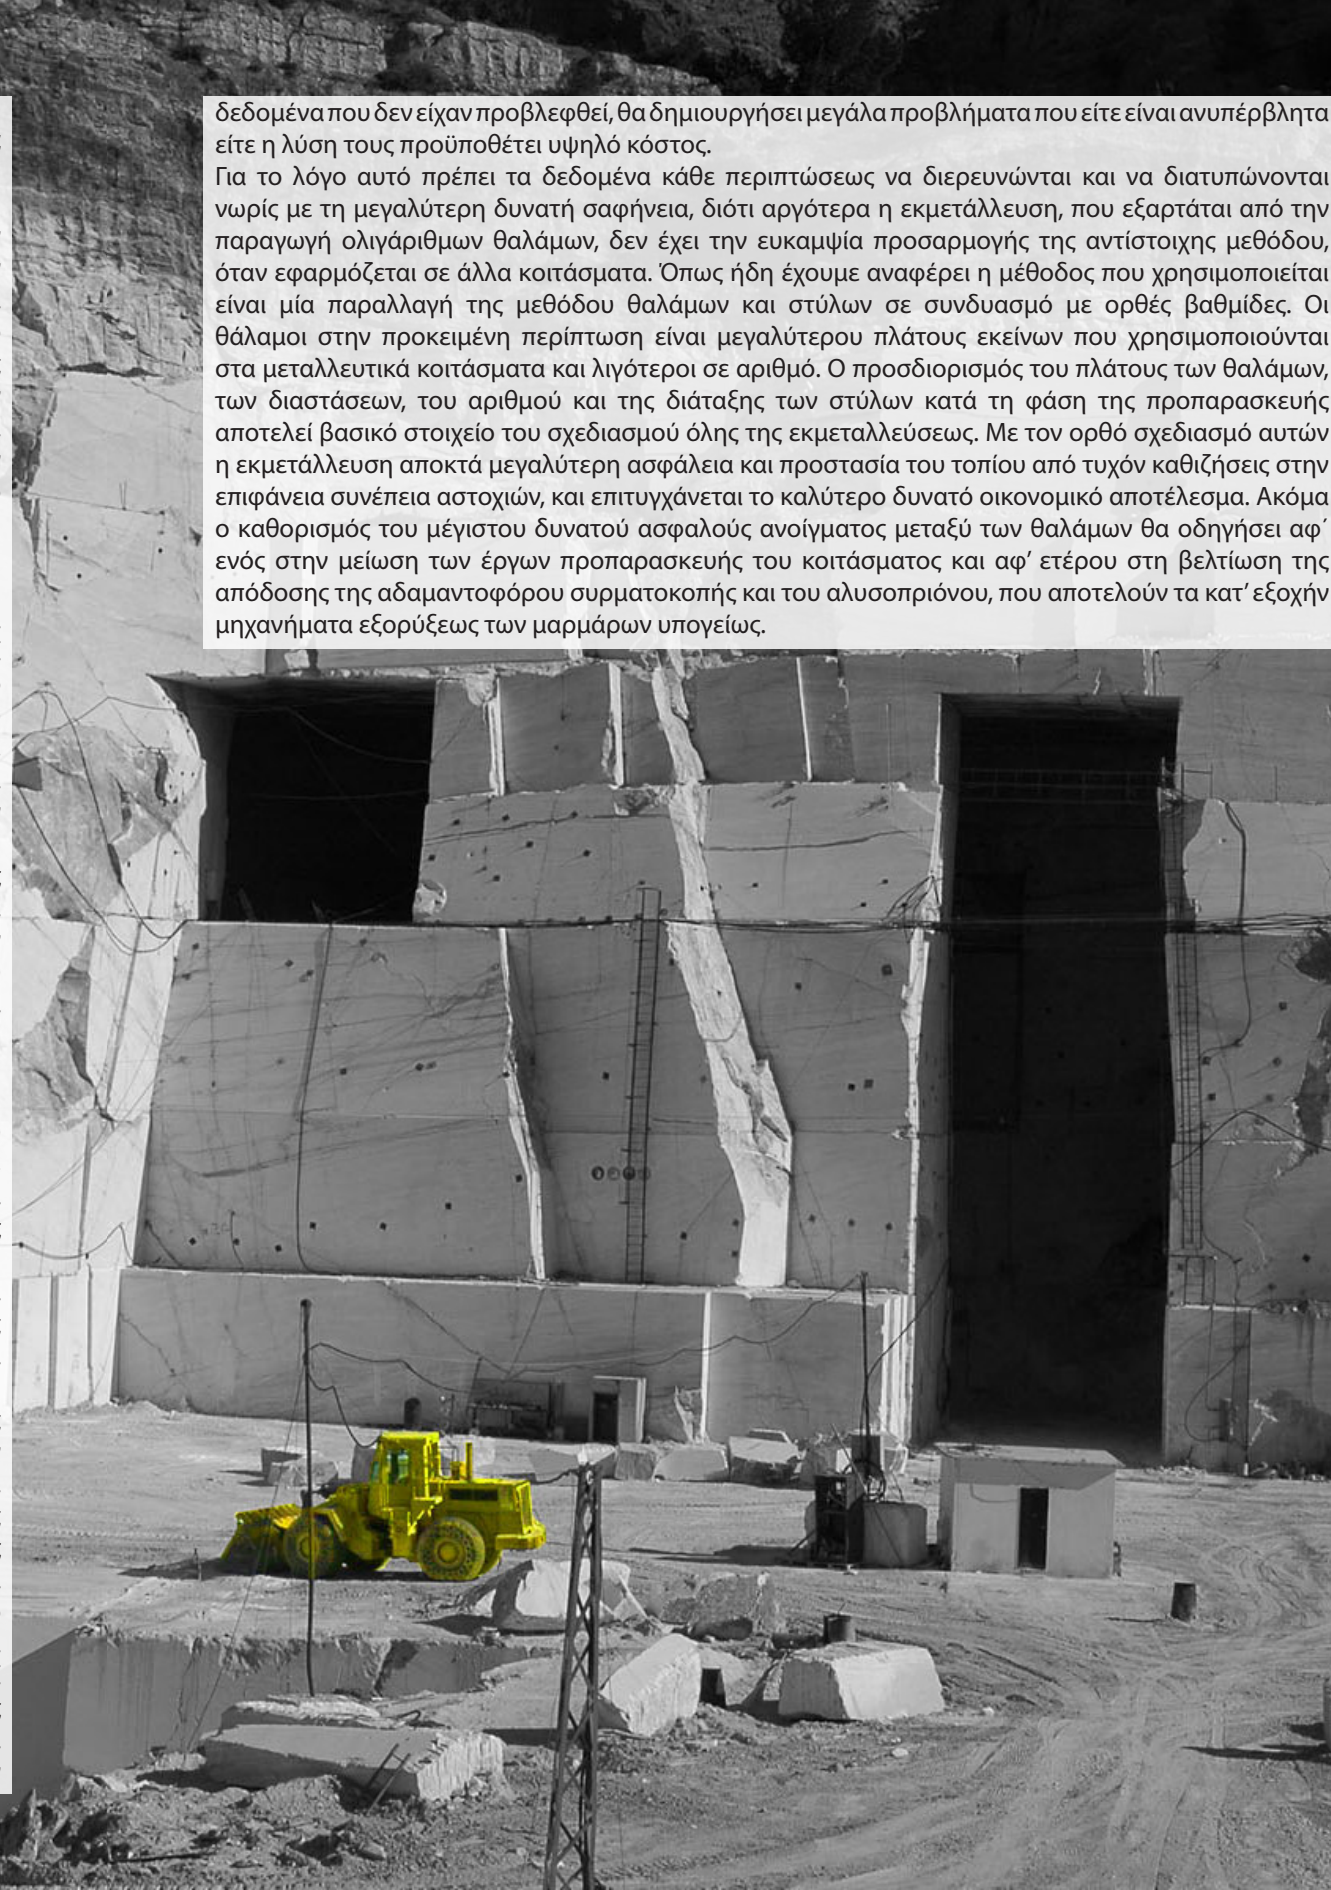 δεδομένα που δεν είχαν προβλεφθεί, θα δημιουργήσει μεγάλα προβλήματα που είτε είναι ανυπέρβλητα
είτε η λύση τους προϋποθέτει υψηλό κόστος.
Για το λόγο αυτό πρέπει τα δεδομένα κάθε περιπτώσεως να διερευνώνται και να διατυπώνονται
νωρίς με τη μεγαλύτερη δυνατή σαφήνεια, διότι αργότερα η εκμετάλλευση, που εξαρτάται από την
παραγωγή ολιγάριθμων θαλάμων, δεν έχει την ευκαμψία προσαρμογής της αντίστοιχης μεθόδου,
όταν εφαρμόζεται σε άλλα κοιτάσματα. Όπως ήδη έχουμε αναφέρει η μέθοδος που χρησιμοποιείται
είναι μία παραλλαγή της μεθόδου θαλάμων και στύλων σε συνδυασμό με ορθές βαθμίδες. Οι
θάλαμοι στην προκειμένη περίπτωση είναι μεγαλύτερου πλάτους εκείνων που χρησιμοποιούνται
στα μεταλλευτικά κοιτάσματα και λιγότεροι σε αριθμό. Ο προσδιορισμός του πλάτους των θαλάμων,
των διαστάσεων, του αριθμού και της διάταξης των στύλων κατά τη φάση της προπαρασκευής
αποτελεί βασικό στοιχείο του σχεδιασμού όλης της εκμεταλλεύσεως. Με τον ορθό σχεδιασμό αυτών
η εκμετάλλευση αποκτά μεγαλύτερη ασφάλεια και προστασία του τοπίου από τυχόν καθιζήσεις στην
επιφάνεια συνέπεια αστοχιών, και επιτυγχάνεται το καλύτερο δυνατό οικονομικό αποτέλεσμα. Ακόμα
ο καθορισμός του μέγιστου δυνατού ασφαλούς ανοίγματος μεταξύ των θαλάμων θα οδηγήσει αφ΄
ενός στην μείωση των έργων προπαρασκευής του κοιτάσματος και αφ’ ετέρου στη βελτίωση της
απόδοσης της αδαμαντοφόρου συρματοκοπής και του αλυσοπριόνου, που αποτελούν τα κατ’ εξοχήν
μηχανήματα εξορύξεως των μαρμάρων υπογείως.